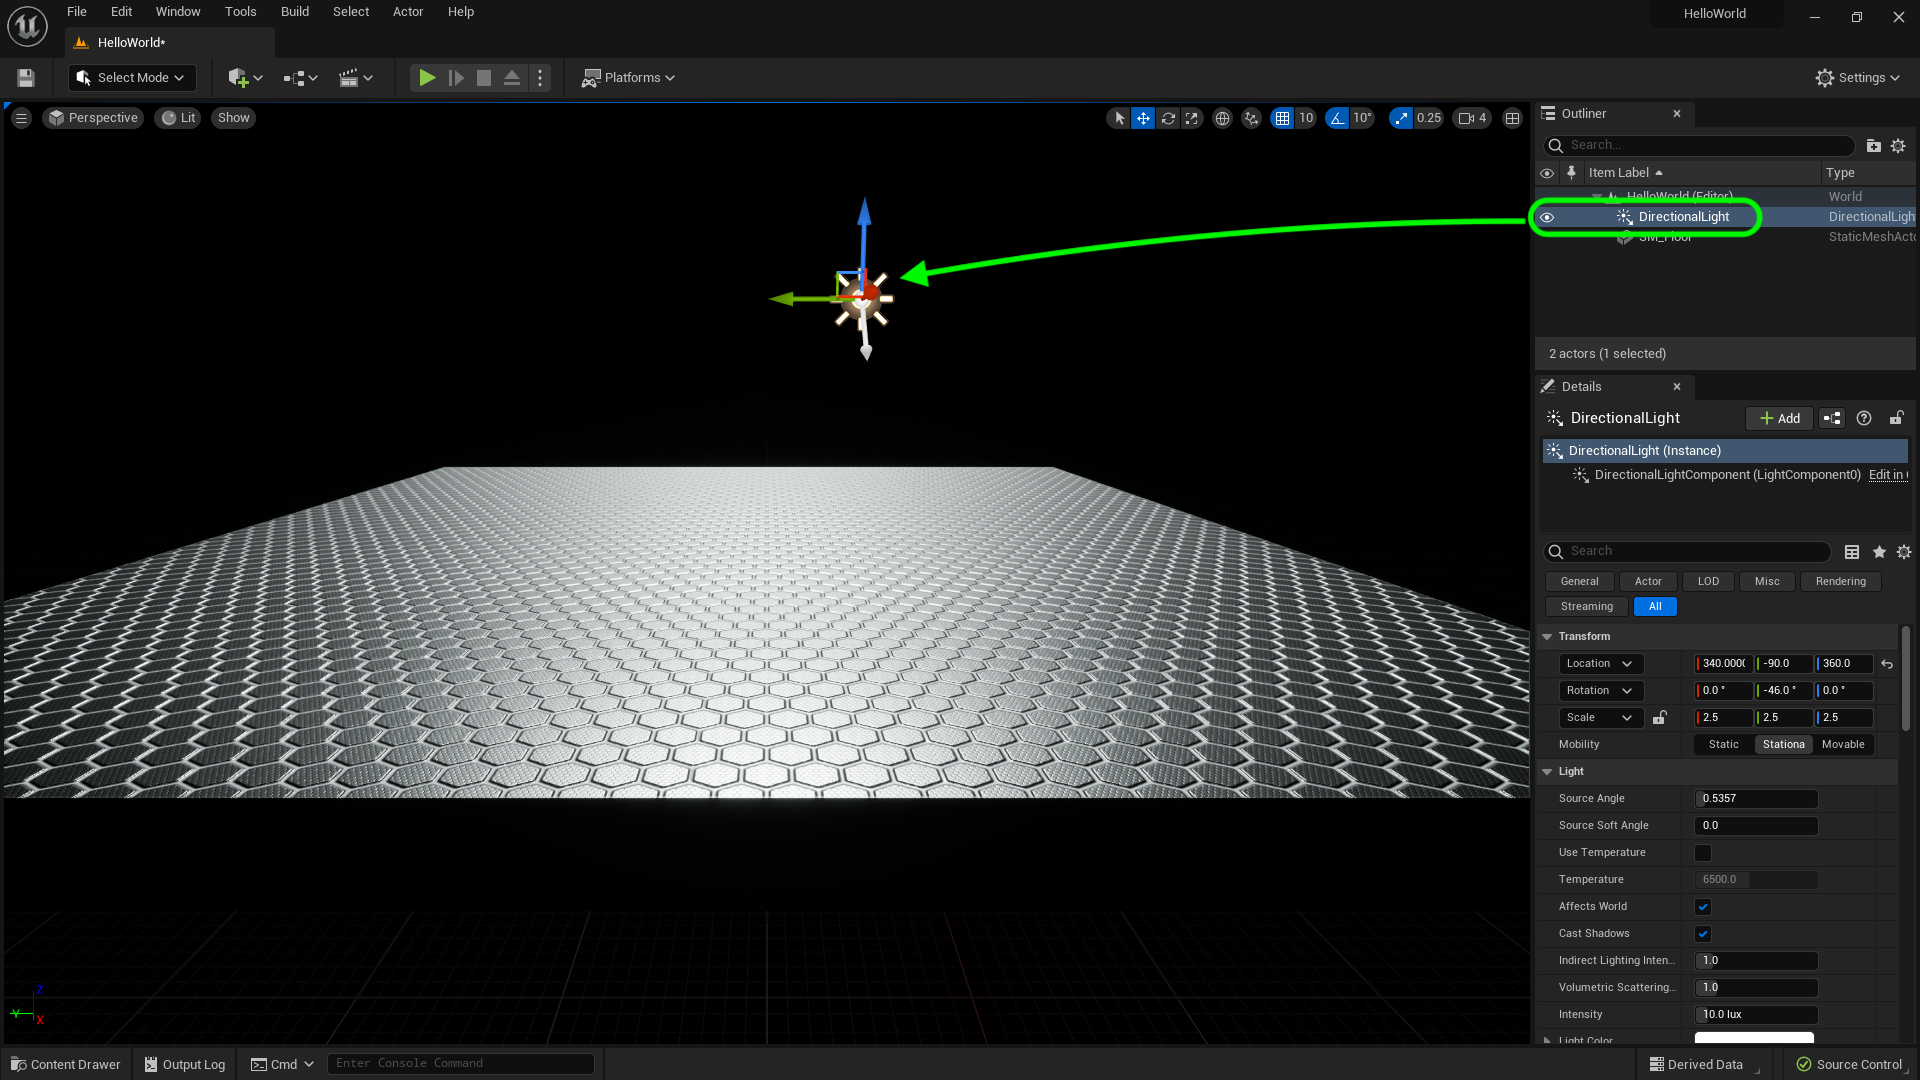 File Edit Window Tools Build Select Actor Help
HelloWorld
HelloWorld*
Select Mode
Platforms
Settings
Perspective
Lit
Show
10
10°
0.25
4
Outliner
Search...
Item Label
Type
HelloWorld (Editor)
World
DirectionalLight
DirectionalLigh
SM_Floor
StaticMeshActo
2 actors (1 selected)
Details
DirectionalLight
Add
DirectionalLight (Instance)
DirectionalLightComponent (LightComponent0)
Edit in
Search
General
Actor
LOD
Misc
Rendering
Streaming
All
Transform
Location 340.000 -90.0 360.0
Rotation 0.0 ° -46.0 ° 0.0 °
Scale 2.5 2.5 2.5
Mobility Static Stationa Movable
Light
Source Angle 0.5357
Source Soft Angle 0.0
Use Temperature
Temperature 6500.0
Affects World
Cast Shadows
Indirect Lighting Inten... 1.0
Volumetric Scattering... 1.0
Intensity 10.0 lux
Light Color
Z
Y
X
Content Drawer
Output Log
Cmd
Enter Console Command
Derived Data
Source Control